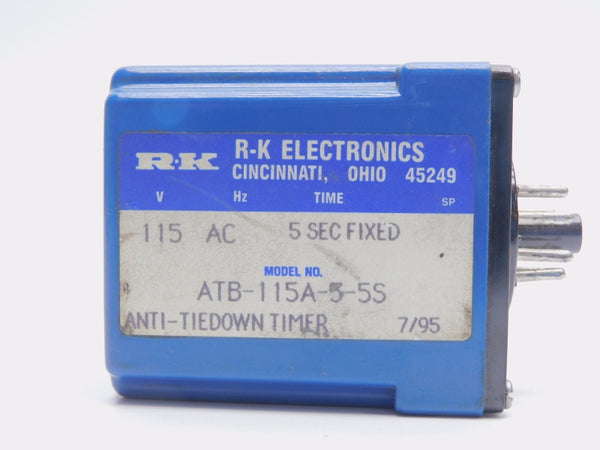 R-K R-K ELECTRONICS
CINCINNATI, OHIO 45249
V Hz TIME SP
115 AC 5 SEC FIXED
MODEL NO.
ATB-115A-3-5S
ANTI-TIEDOWN TIMER 7/95